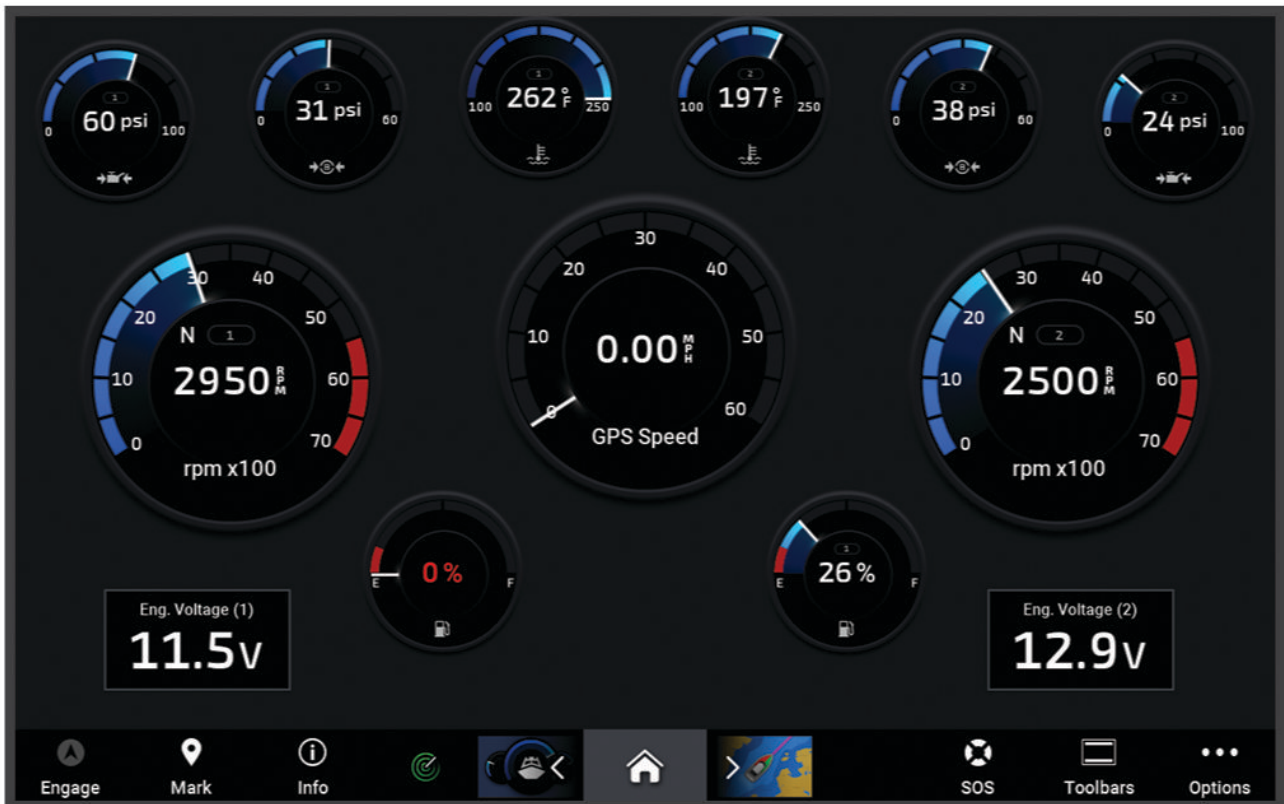 1
60 psi
0
100
1
31 psi
0
60
1
262 °F
100
250
2
197 °F
100
250
2
38 psi
0
60
2
24 psi
0
100
0
10
20
30
40
50
60
70
N
1
2950 RPM
rpm x100
0
10
20
30
40
50
60
0.00 MPH
GPS Speed
0
10
20
30
40
50
60
70
N
2
2500 RPM
rpm x100
0%
E
F
1
26%
E
F
Eng. Voltage (1)
11.5V
Eng. Voltage (2)
12.9V
Engage
Mark
Info
SOS
Toolbars
Options